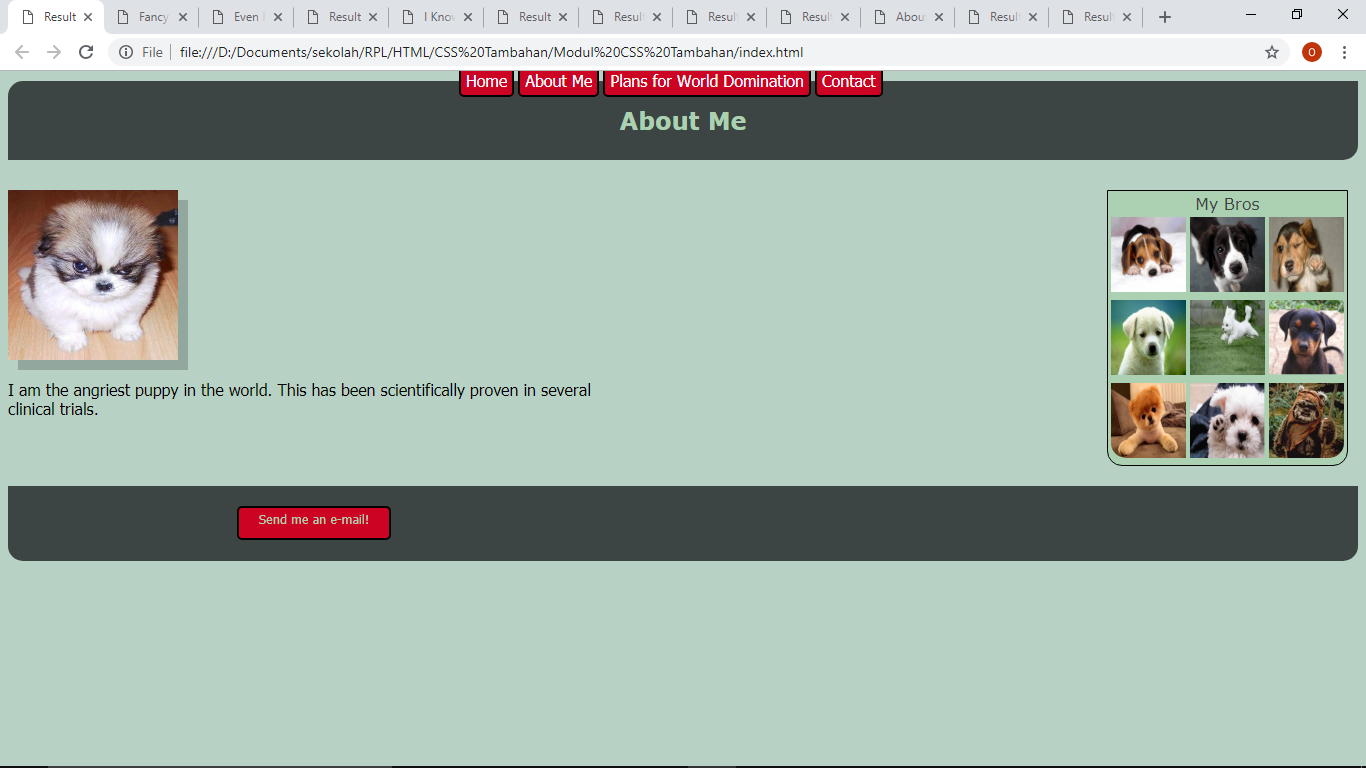 Result
Fancy
Even
Result
I Know
Result
Result
Result
Result
About
Result
Result
File
file:///D:/Documents/sekolah/RPL/HTML/CSS%20Tambahan/Modul%20CSS%20Tambahan/index.html
O
Home About Me Plans for World Domination Contact
About Me
My Bros
I am the angriest puppy in the world. This has been scientifically proven in several
clinical trials.
Send me an e-mail!